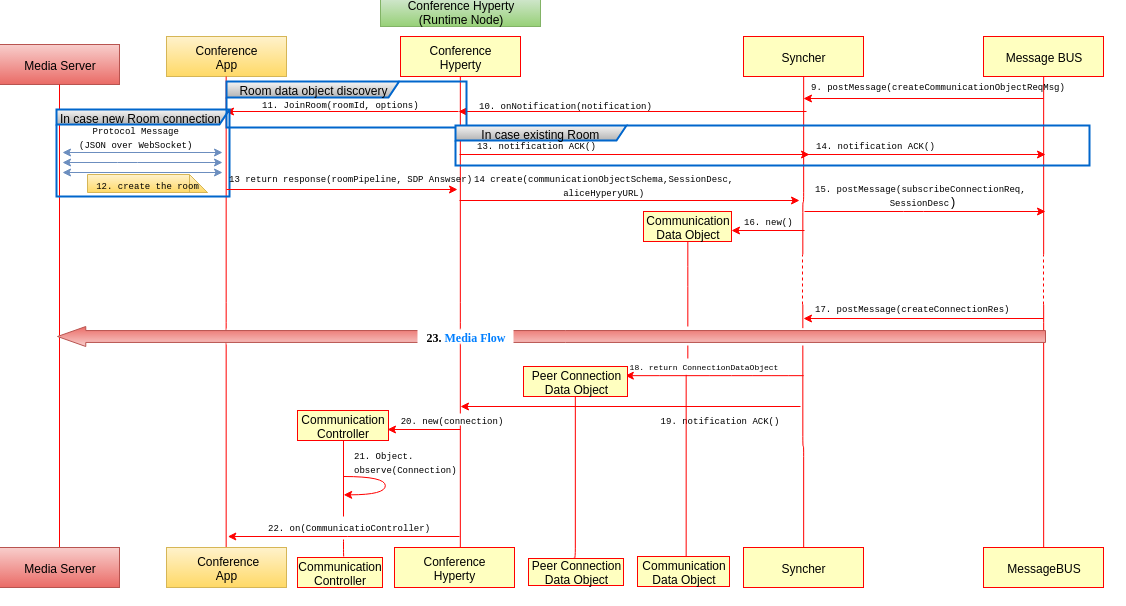 Conference Hyperty
(Runtime Node)
Media Server
Conference
App
Conference
Hyperty
Syncher
Message BUS
Room data object discovery
9. postMessage(createCommunicationObjectReqMsg)
11. JoinRoom(roomId, options)
10. onNotification(notification)
In case new Room connection
Protocol Message
(JSON over WebSocket)
In case existing Room
13. notification ACK()
14. notification ACK()
12. create the room
13 return response(roomPipeline, SDP Answser)
14 create(communicationObjectSchema,SessionDesc,
aliceHyperyURL)
15. postMessage(subscribeConnectionReq,
SessionDesc)
Communication
Data Object
16. new()
17. postMessage(createConnectionRes)
23. Media Flow
18. return ConnectionDataObject
Peer Connection
Data Object
19. notification ACK()
Communication
Controller
20. new(connection)
21. Object.
observe(Connection)
22. on(CommunicatioController)
Media Server
Conference
App
Communication
Controller
Conference
Hyperty
Peer Connection
Data Object
Communication
Data Object
Syncher
MessageBUS